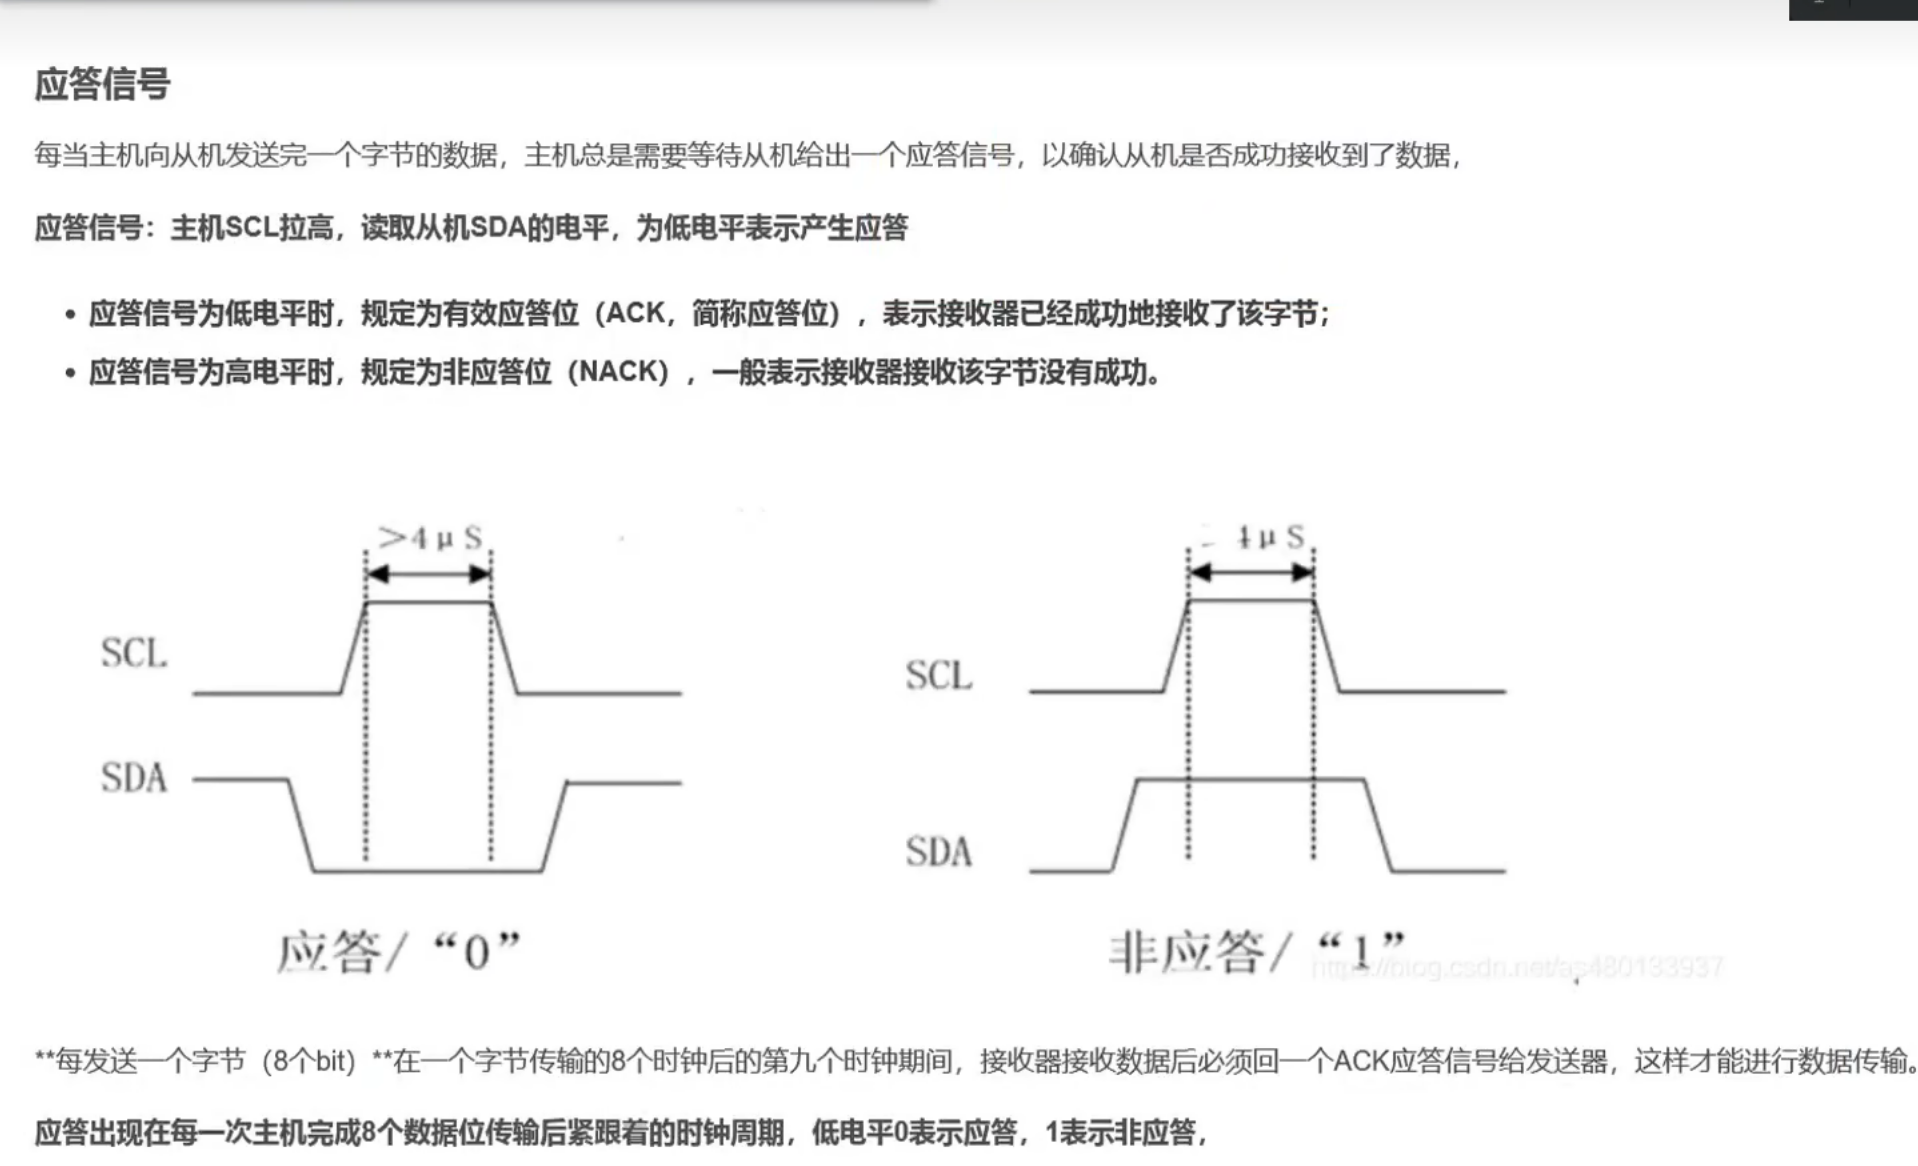 应答信号
每当主机向从机发送完一个字节的数据，主机总是需要等待从机给出一个应答信号，以确认从机是否成功接收到了数据，
应答信号：主机SCL拉高，读取从机SDA的电平，为低电平表示产生应答
• 应答信号为低电平时，规定为有效应答位（ACK，简称应答位），表示接收器已经成功地接收了该字节；
• 应答信号为高电平时，规定为非应答位（NACK），一般表示接收器接收该字节没有成功。
>4μS
4μS
SCL
SCL
SDA
SDA
应答/“0”
非应答/“1”
https://blog.csdn.net/as480133937
**每发送一个字节（8个bit）**在一个字节传输的8个时钟后的第九个时钟期间，接收器接收数据后必须回一个ACK应答信号给发送器，这样才能进行数据传输。
应答出现在每一次主机完成8个数据位传输后紧跟着的时钟周期，低电平0表示应答，1表示非应答，